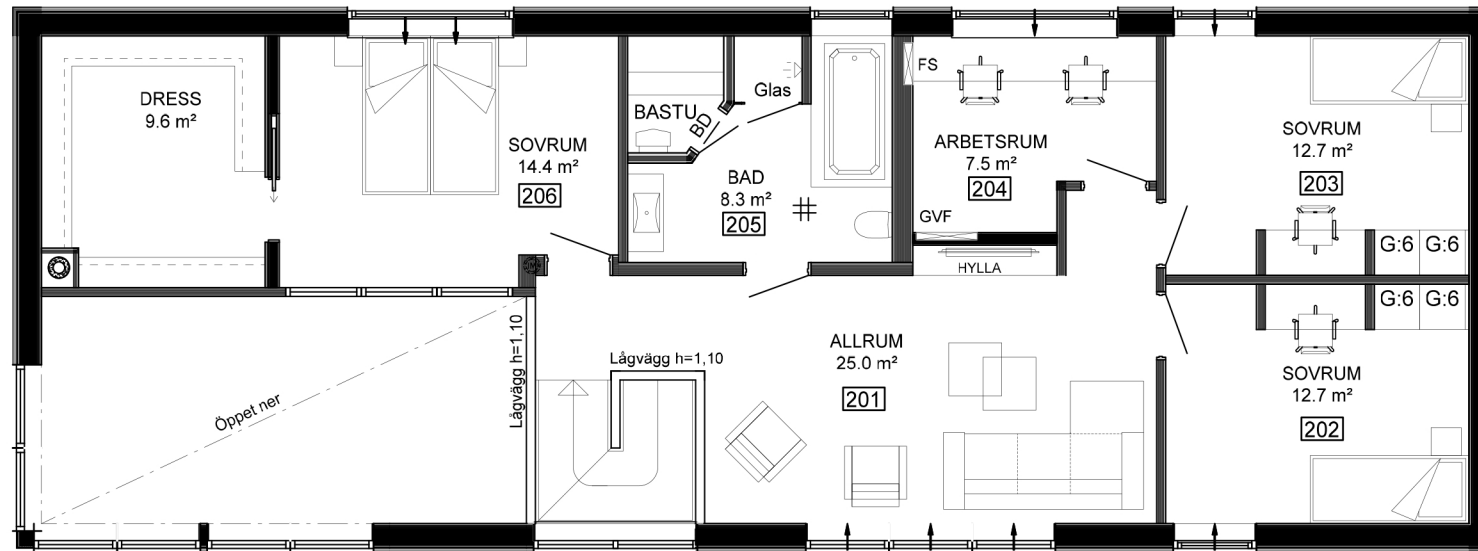 DRESS
9.6 m²
SOVRUM
14.4 m²
206
BASTU
BD
Glas
BAD
8.3 m²
205
FS
ARBETSRUM
7.5 m²
204
GVF
HYLLA
SOVRUM
12.7 m²
203
G:6 G:6
G:6 G:6
SOVRUM
12.7 m²
202
ALLRUM
25.0 m²
201
Lågvägg h=1,10
Lågvägg h=1,10
Öppet ner